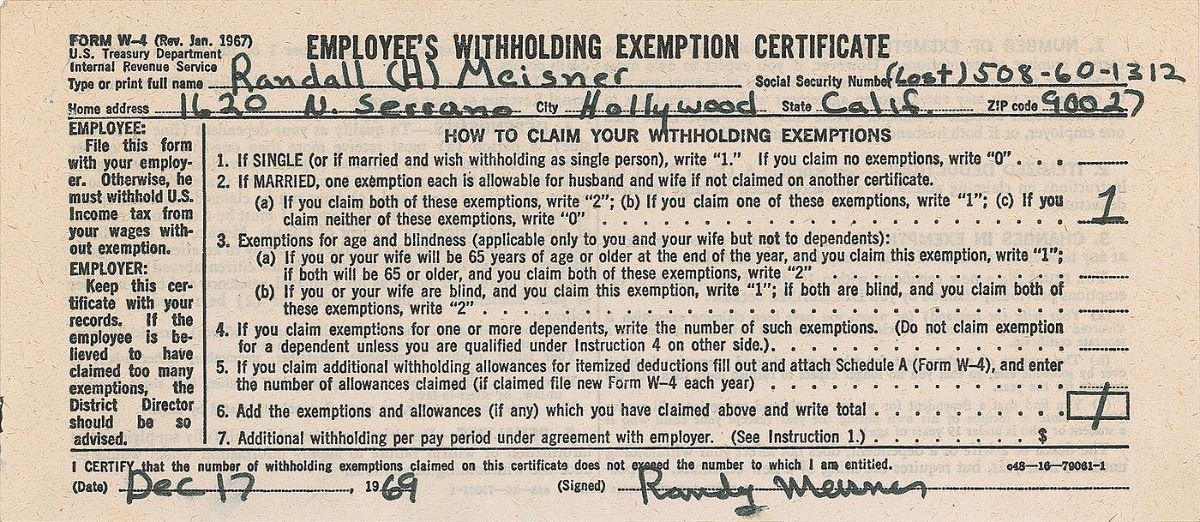 FORM W-4 (Rev. Jan. 1967)
U.S. Treasury Department
Internal Revenue Service
EMPLOYEE'S WITHHOLDING EXEMPTION CERTIFICATE
Type or print full name Randall (H) Meisner Social Security Number (Lost) 508-60-1312
Home address 1620 N. Serrano City Hollywood State Calif. ZIP code 90027
EMPLOYEE:
File this form
with your employ-
er. Otherwise, he
must withhold U.S.
Income tax from
your wages with-
out exemption.
EMPLOYER:
Keep this cer-
tificate with your
records. If the
employee is be-
lieved to have
claimed too many
exemptions, the
District Director
should be so
advised.
HOW TO CLAIM YOUR WITHHOLDING EXEMPTIONS
1. If SINGLE (or if married and wish withholding as single person), write "1." If you claim no exemptions, write "0" . . .
2. If MARRIED, one exemption each is allowable for husband and wife if not claimed on another certificate.
(a) If you claim both of these exemptions, write "2"; (b) If you claim one of these exemptions, write "1"; (c) If you
claim neither of these exemptions, write "0" . . . 1
3. Exemptions for age and blindness (applicable only to you and your wife but not to dependents):
(a) If you or your wife will be 65 years of age or older at the end of the year, and you claim this exemption, write "1";
if both will be 65 or older, and you claim both of these exemptions, write "2" . . .
(b) If you or your wife are blind, and you claim this exemption, write "1"; if both are blind, and you claim both of
these exemptions, write "2" . . .
4. If you claim exemptions for one or more dependents, write the number of such exemptions. (Do not claim exemption
for a dependent unless you are qualified under Instruction 4 on other side.) . . .
5. If you claim additional withholding allowances for itemized deductions fill out and attach Schedule A (Form W-4), and enter
the number of allowances claimed (if claimed file new Form W-4 each year) . . .
6. Add the exemptions and allowances (if any) which you have claimed above and write total . . . 1
7. Additional withholding per pay period under agreement with employer. (See Instruction 1.) . . . $
I CERTIFY that the number of withholding exemptions claimed on this certificate does not exceed the number to which I am entitled. c48-16-79061-1
(Date) Dec 17, 1969 (Signed) Randy Meisner